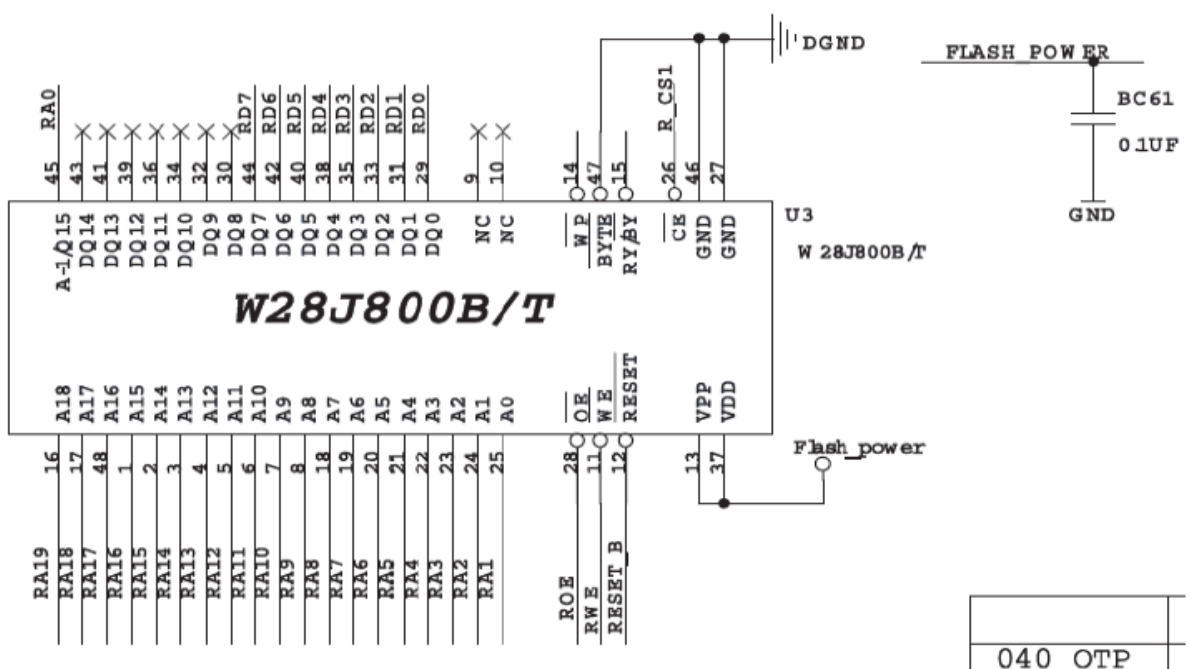 DGND
FLASH_POWER
BC61
0.1UF
GND
RA0
RD7
RD6
RD5
RD4
RD3
RD2
RD1
RD0
R_CS1
45
43
41
39
36
34
32
30
44
42
40
38
35
33
31
29
9
10
14
47
15
26
46
27
A-1/Q15
DQ14
DQ13
DQ12
DQ11
DQ10
DQ9
DQ8
DQ7
DQ6
DQ5
DQ4
DQ3
DQ2
DQ1
DQ0
NC
NC
WP
BYTE
RY/BY
CE
GND
GND
U3
W28J800B/T
W28J800B/T
A18
A17
A16
A15
A14
A13
A12
A11
A10
A9
A8
A7
A6
A5
A4
A3
A2
A1
A0
OE
WE
RESET
VPP
VDD
Flash_power
16
17
48
1
2
3
4
5
6
7
8
18
19
20
21
22
23
24
25
28
11
12
13
37
RA19
RA18
RA17
RA16
RA15
RA14
RA13
RA12
RA11
RA10
RA9
RA8
RA7
RA6
RA5
RA4
RA3
RA2
RA1
ROE
RWE
RESET_B
040 OTP